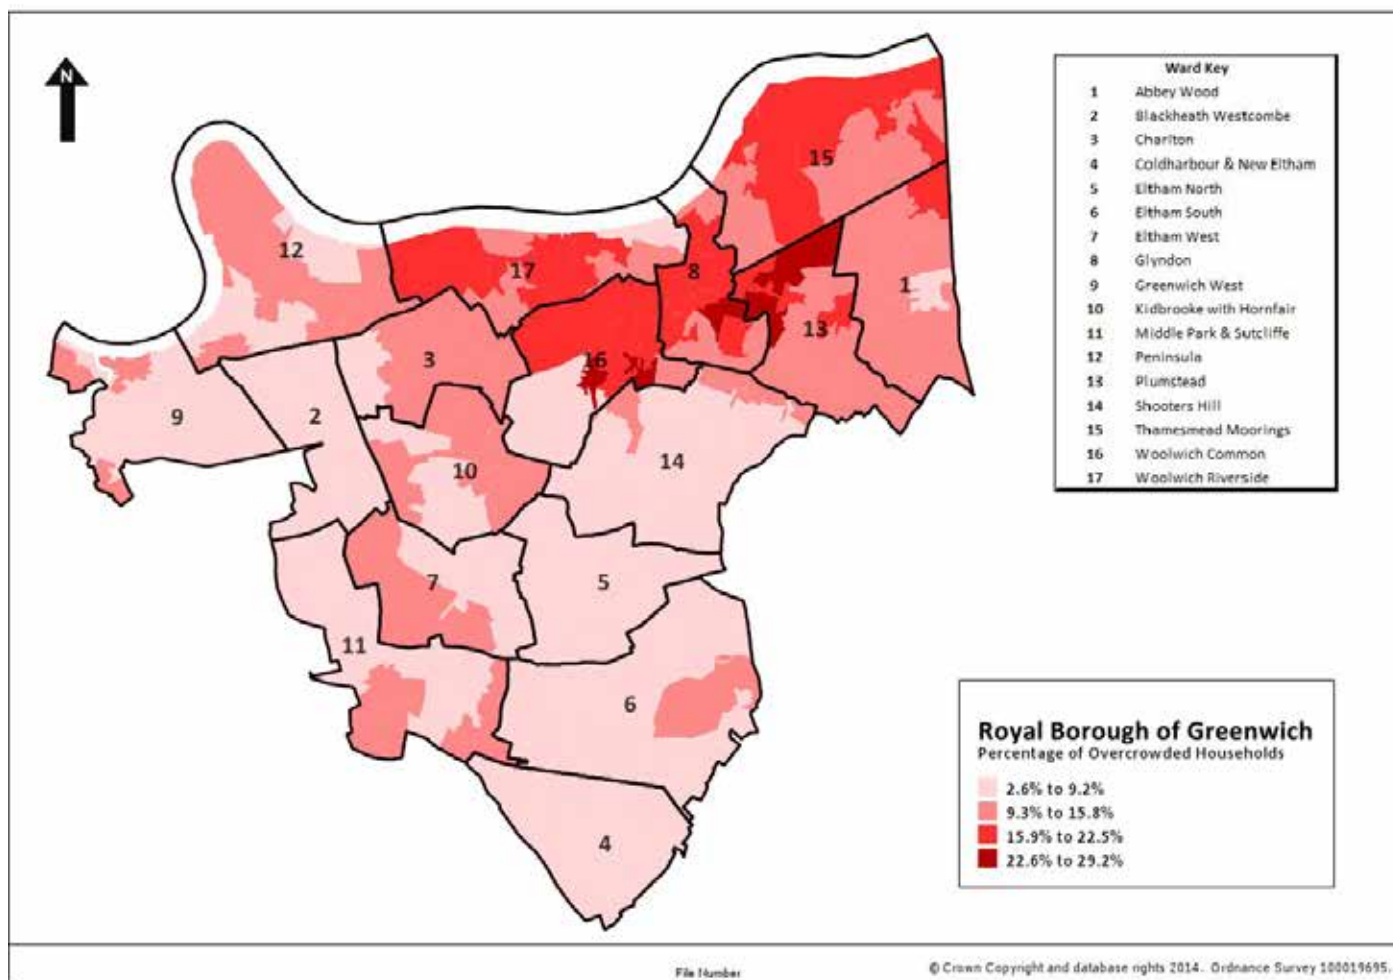 N
Ward Key
1 Abbey Wood
2 Blackheath Westcombe
3 Charlton
4 Coldharbour & New Eltham
5 Eltham North
6 Eltham South
7 Eltham West
8 Glyndon
9 Greenwich West
10 Kidbrooke with Hornfair
11 Middle Park & Sutcliffe
12 Peninsula
13 Plumstead
14 Shooters Hill
15 Thamesmead Moorings
16 Woolwich Common
17 Woolwich Riverside
15
12
17
8
1
13
3
16
9
2
14
10
7
5
11
6
4
Royal Borough of Greenwich
Percentage of Overcrowded Households
2.6% to 9.2%
9.3% to 15.8%
15.9% to 22.5%
22.6% to 29.2%
File Number
© Crown Copyright and database rights 2014. Ordnance Survey 100019695.